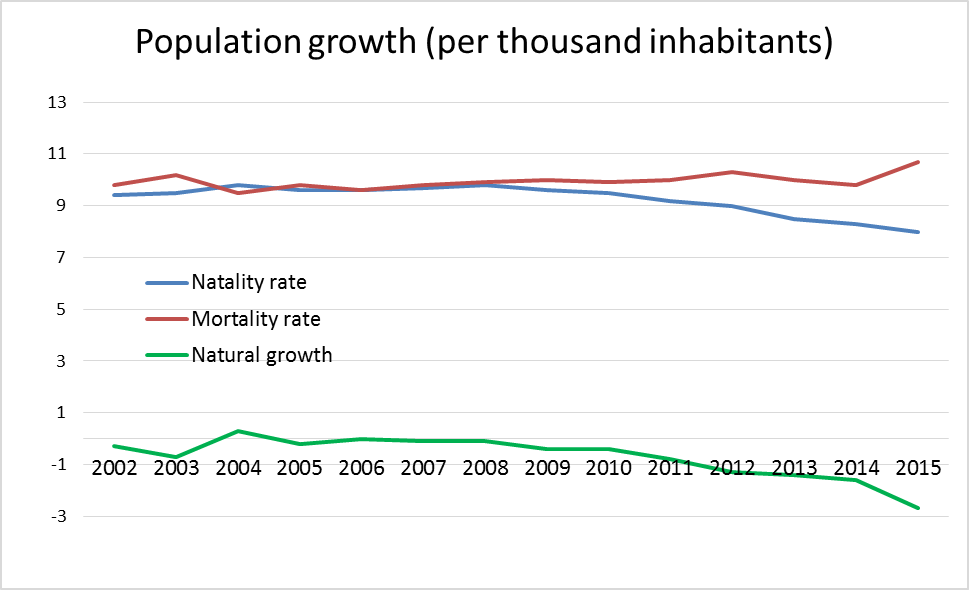 Population growth (per thousand inhabitants)
13
11
9
7
Natality rate
5
Mortality rate
3
Natural growth
1
-1
2002 2003 2004 2005 2006 2007 2008 2009 2010 2011 2012 2013 2014 2015
-3